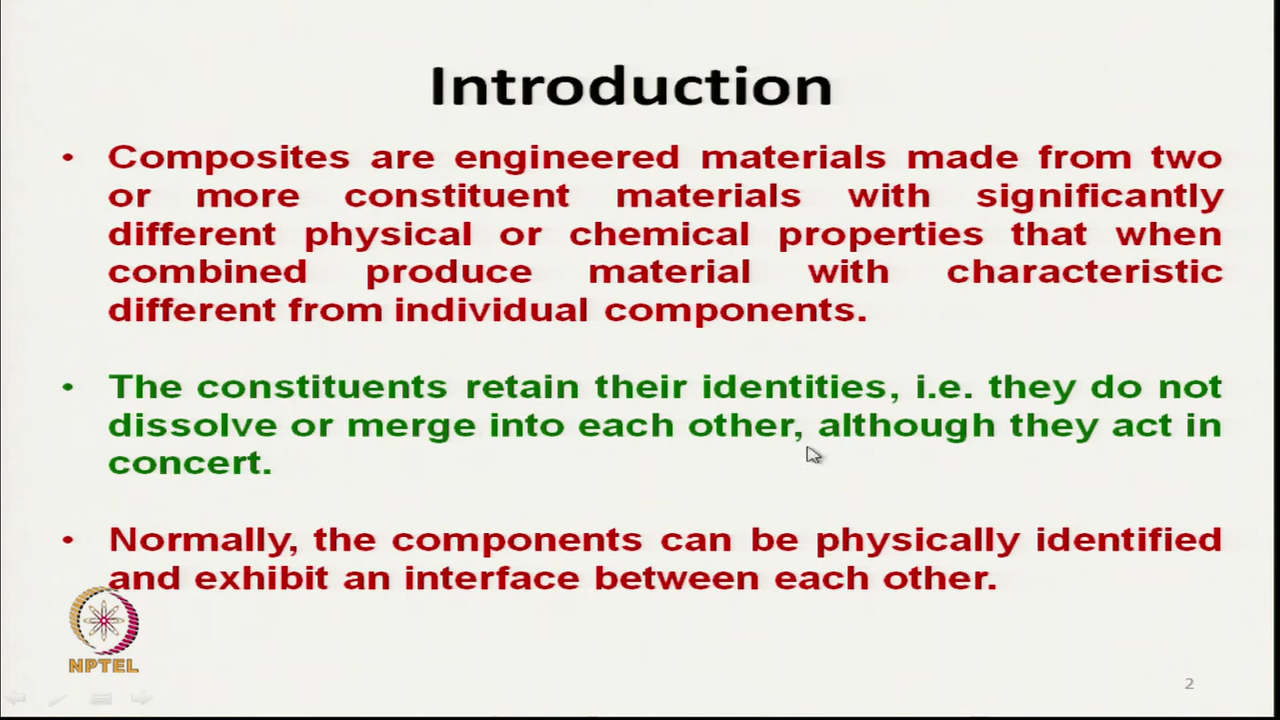 Introduction
• Composites are engineered materials made from two
or more constituent materials with significantly
different physical or chemical properties that when
combined produce material with characteristic
different from individual components.
• The constituents retain their identities, i.e. they do not
dissolve or merge into each other, although they act in
concert.
• Normally, the components can be physically identified
and exhibit an interface between each other.
NPTEL
2